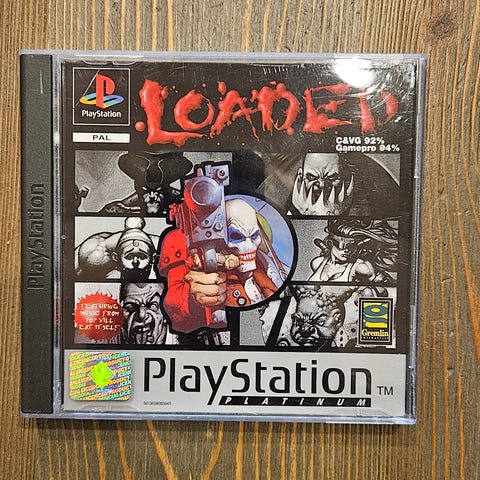 PlayStation
PAL
LOADED
C&VG 92%
Gamepro 94%
PlayStation
FEATURING
MUSIC FROM
POP WILL
EAT ITSELF
Gremlin
INTERACTIVE
PlayStation TM
PLATINUM